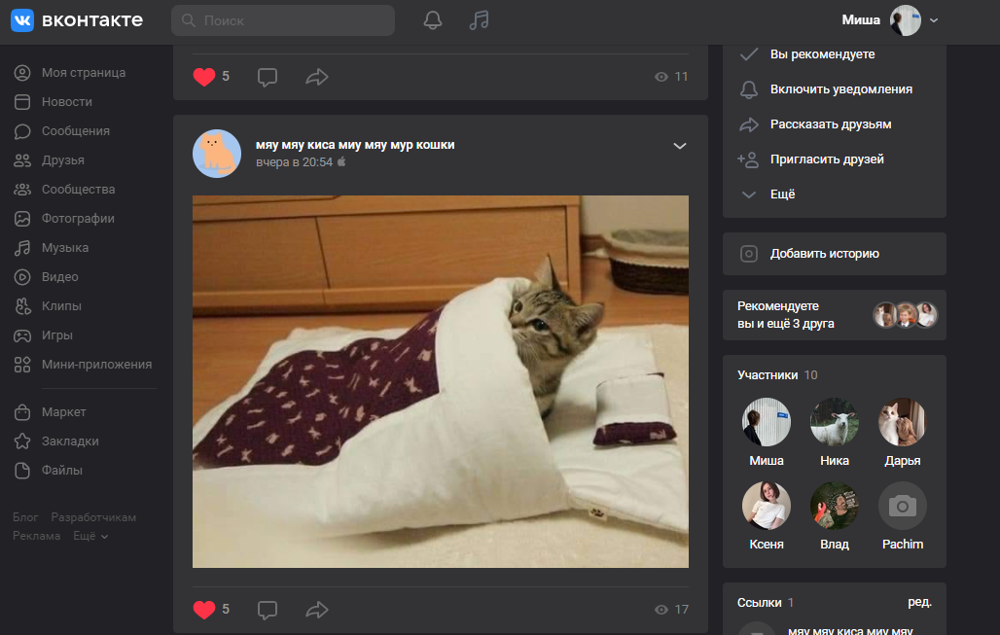 вконтакте
Поиск
Миша
Моя страница
Новости
Сообщения
Друзья
Сообщества
Фотографии
Музыка
Видео
Клипы
Игры
Мини-приложения
Маркет
Закладки
Файлы
Блог Разработчикам
Реклама Ещё
5
11
мяу мяу киса миу мяу мур кошки
вчера в 20:54
5
17
Вы рекомендуете
Включить уведомления
Рассказать друзьям
Пригласить друзей
Ещё
Добавить историю
Рекомендуете
вы и ещё 3 друга
Участники 10
Миша Ника Дарья
Ксеня Влад Pachim
Ссылки 1 ред.
мяу мяу киса миу мяу